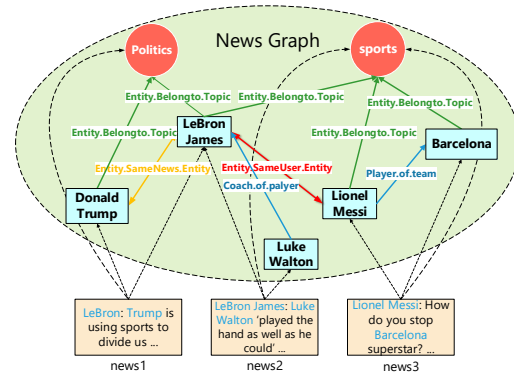 News Graph
Politics
sports
Entity.Belongto.Topic
Entity.Belongto.Topic
Entity.Belongto.Topic
Entity.Belongto.Topic
Entity.Belongto.Topic
LeBron
James
Barcelona
Entity.SameNews.Entity
Entity.SameUser.Entity
Coach.of.palyer
Player.of.team
Donald
Trump
Lionel
Messi
Luke
Walton
LeBron: Trump is
using sports to
divide us ...
news1
LeBron James: Luke
Walton 'played the
hand as well as he
could' ...
news2
Lionel Messi: How
do you stop
Barcelona
superstar? ...
news3